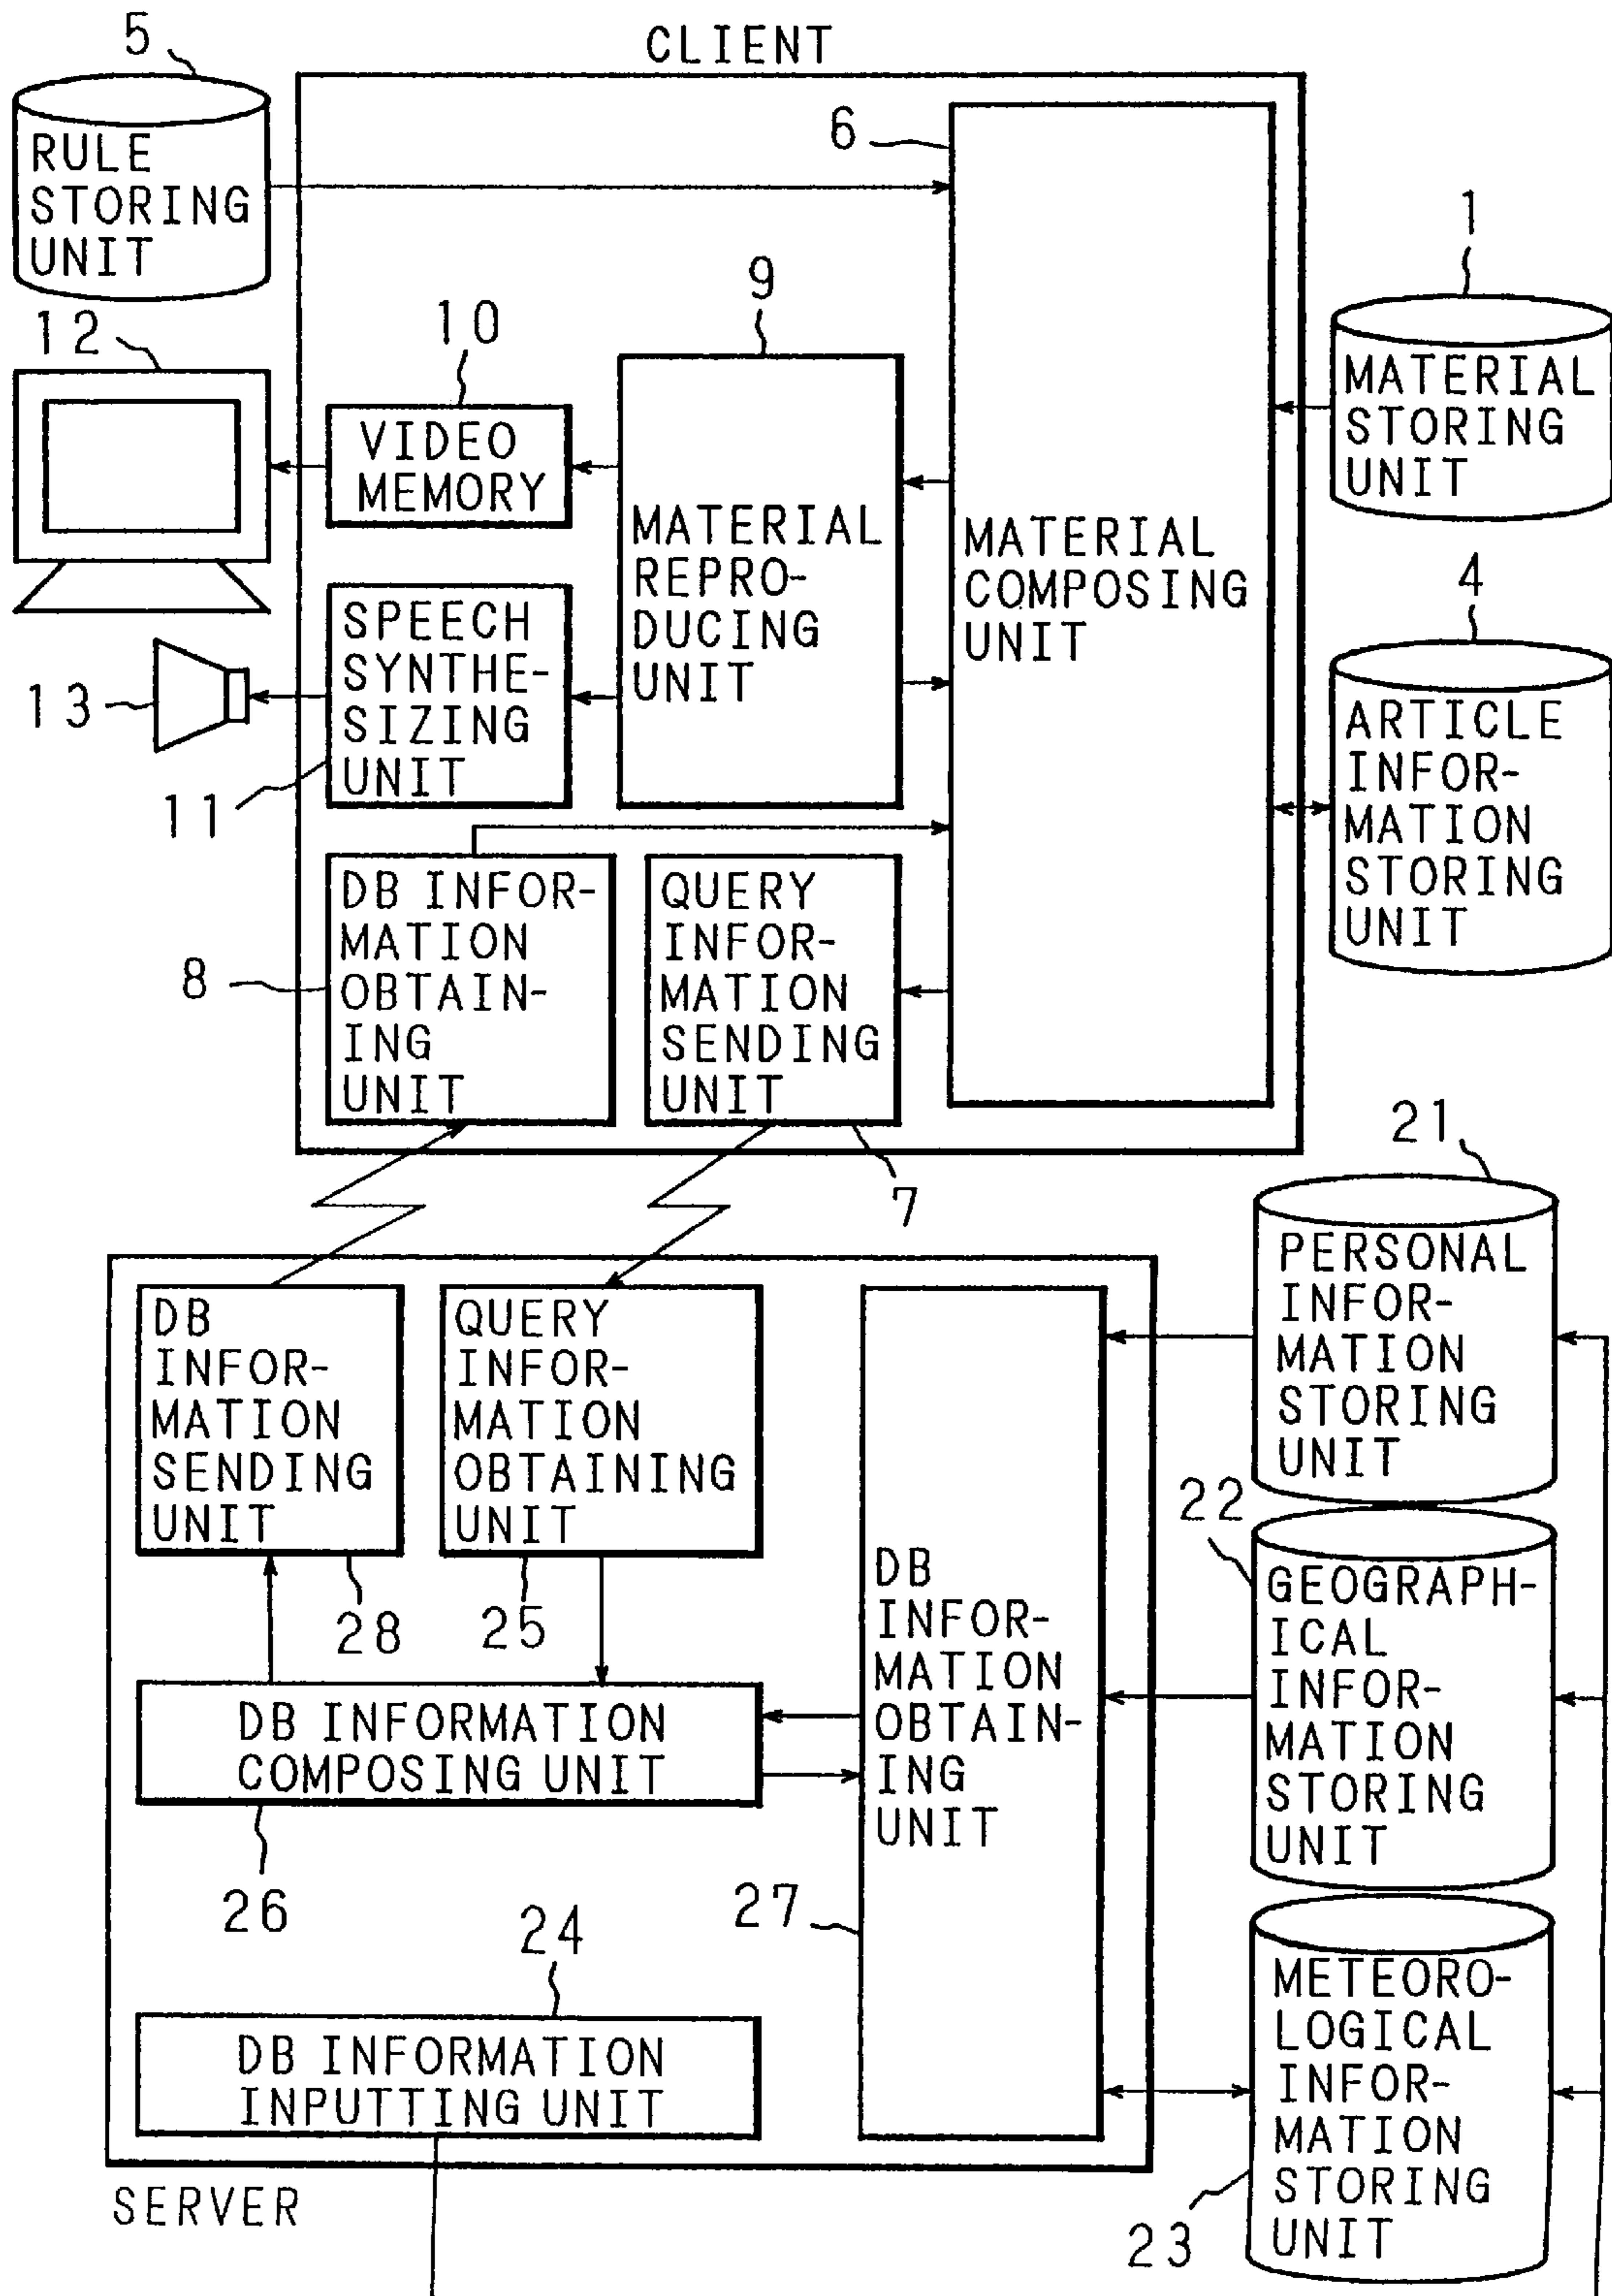 CLIENT
5
RULE
STORING
UNIT
6
1
MATERIAL
STORING
UNIT
12
10
9
VIDEO
MEMORY
MATERIAL
REPRO-
DUCING
UNIT
MATERIAL
COMPOSING
UNIT
4
ARTICLE
INFOR-
MATION
STORING
UNIT
13
SPEECH
SYNTHE-
SIZING
UNIT
11
8
DB INFOR-
MATION
OBTAIN-
ING
UNIT
QUERY
INFOR-
MATION
SENDING
UNIT
7
21
PERSONAL
INFOR-
MATION
STORING
UNIT
DB
INFOR-
MATION
SENDING
UNIT
28
QUERY
INFOR-
MATION
OBTAINING
UNIT
25
DB
INFOR-
MATION
OBTAIN-
ING
UNIT
22
GEOGRAPH-
ICAL
INFOR-
MATION
STORING
UNIT
DB INFORMATION
COMPOSING UNIT
26
27
24
DB INFORMATION
INPUTTING UNIT
METEORO-
LOGICAL
INFOR-
MATION
STORING
UNIT
23
SERVER